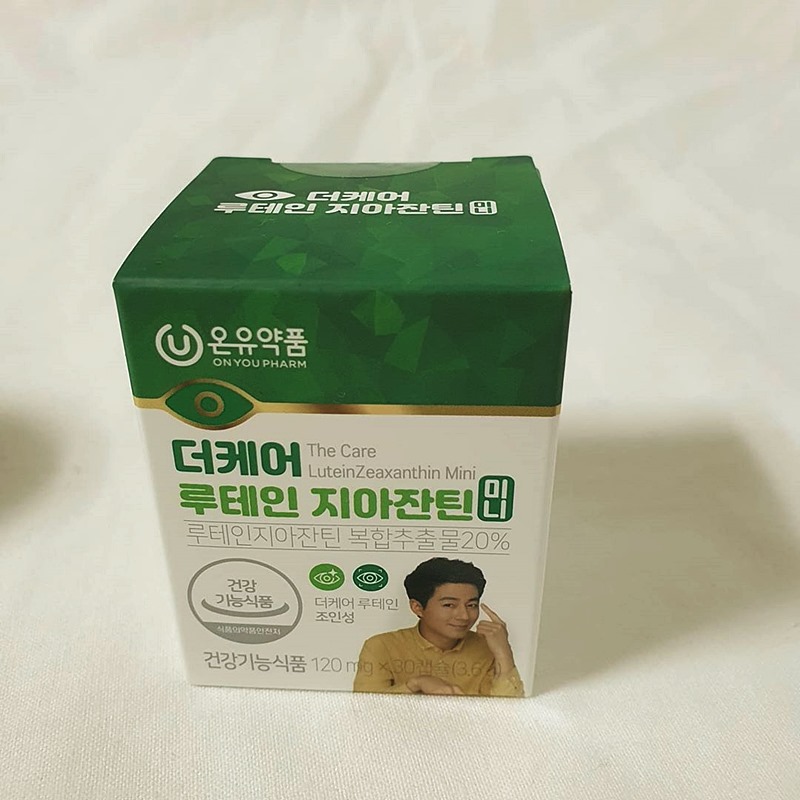 더케어
루테인 지아잔틴 미니
온유약품
ON YOU PHARM
더케어 The Care
LuteinZeaxanthin Mini
루테인 지아잔틴 미니
루테인지아잔틴 복합추출물20%
건강
기능식품
식품의약품안전처
더케어 루테인
조인성
건강기능식품 120 mg × 30캡슐(3.6 g)